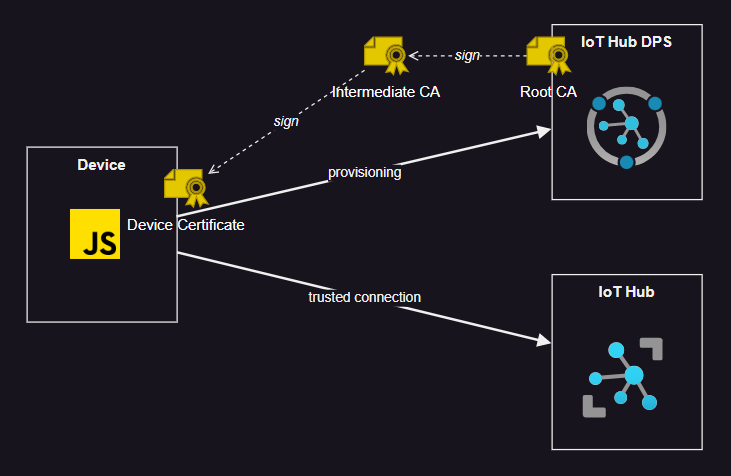 IoT Hub DPS
sign
Intermediate CA
Root CA
sign
Device
provisioning
Device Certificate
JS
IoT Hub
trusted connection